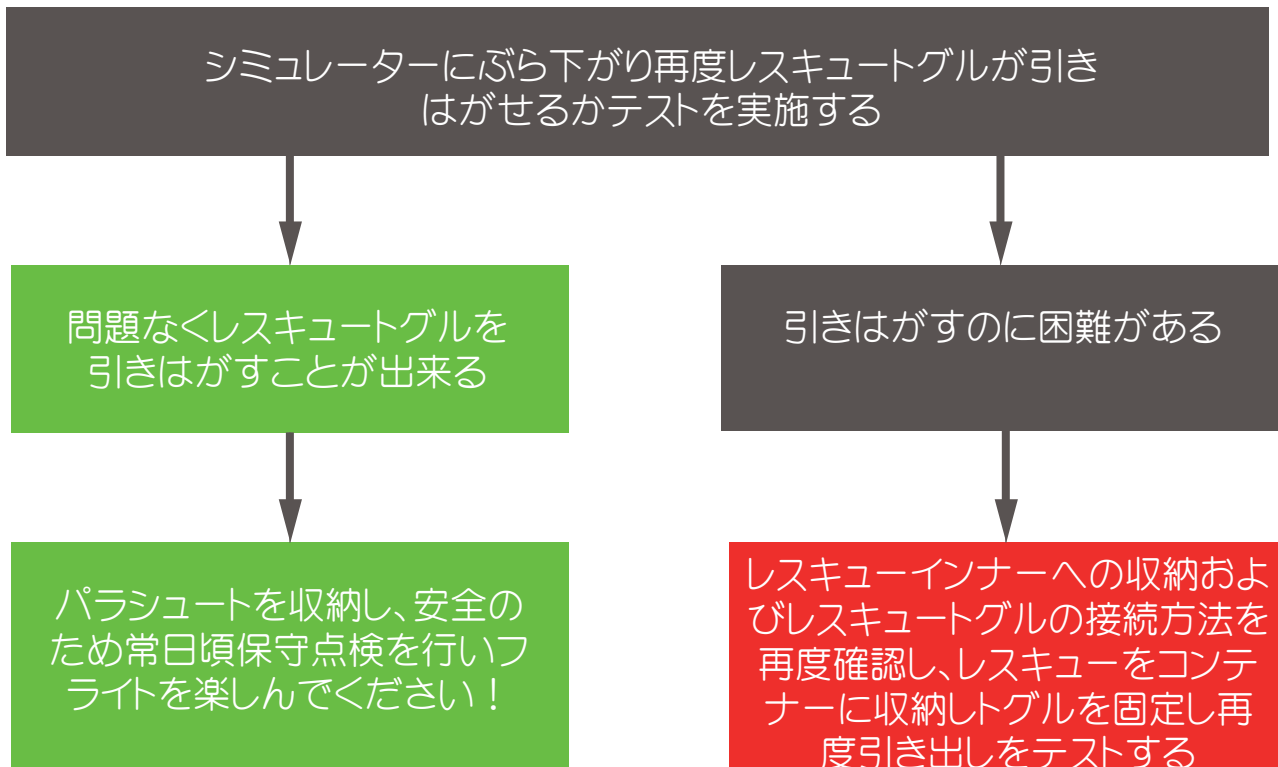 シミュレーターにぶら下がり再度レスキュートグルが引き
はがせるかテストを実施する
問題なくレスキュートグルを
引きはがすことが出来る
引きはがすのに困難がある
パラシュートを収納し、安全の
ため常日頃保守点検を行いフ
ライトを楽しんでください！
レスキューインナーへの収納およ
びレスキュートグルの接続方法を
再度確認し、レスキューをコンテ
ナーに収納しトグルを固定し再
度引き出しをテストする